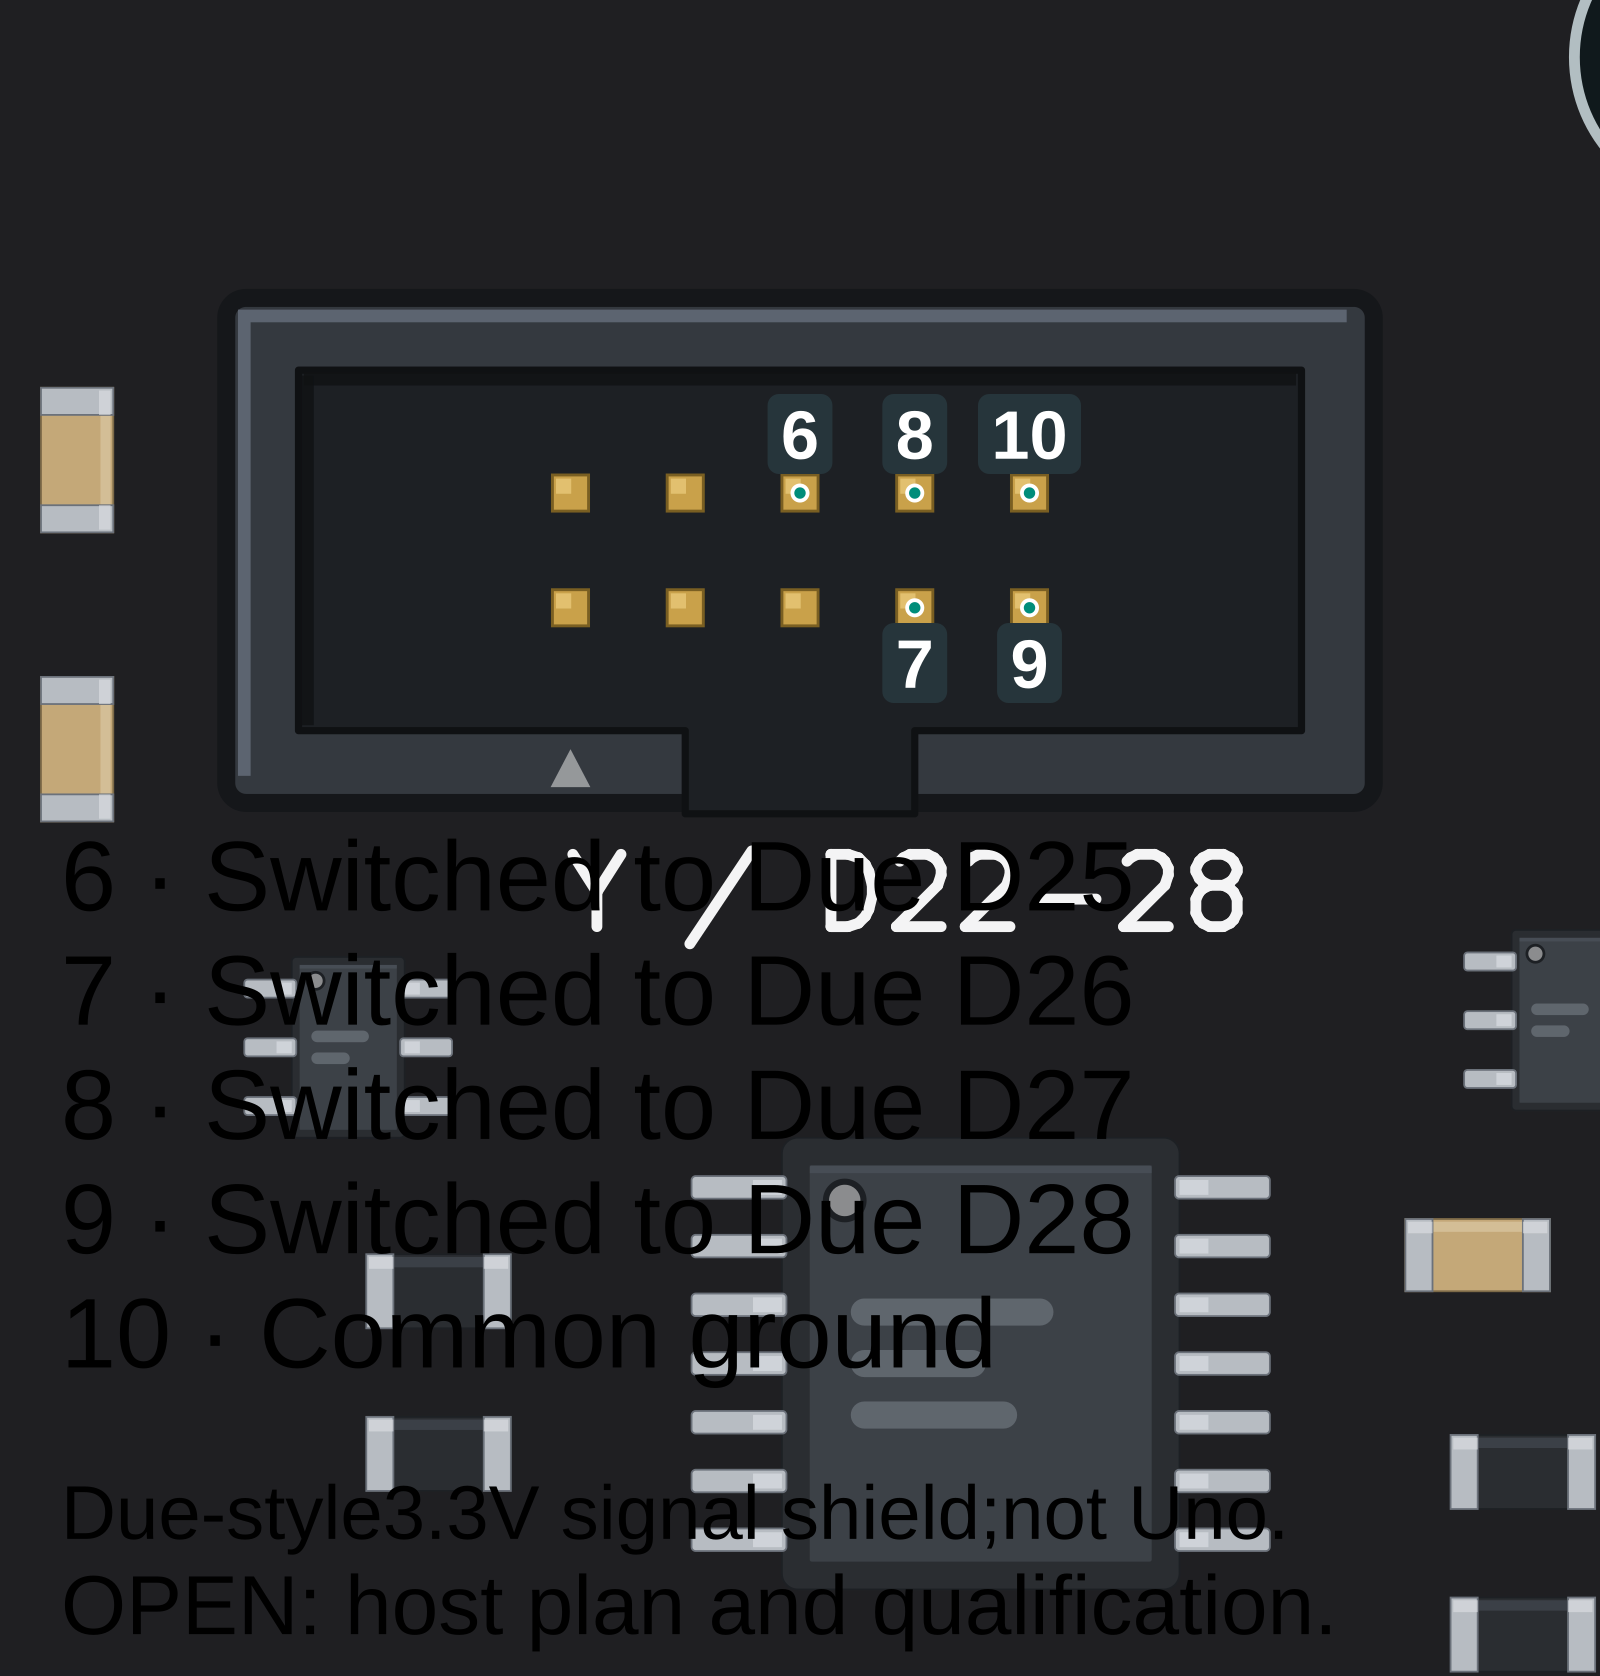 6 8 10
7 9
Y / D22-28
6 · Switched to Due D25
7 · Switched to Due D26
8 · Switched to Due D27
9 · Switched to Due D28
10 · Common ground
Due-style3.3V signal shield;not Uno.
OPEN: host plan and qualification.